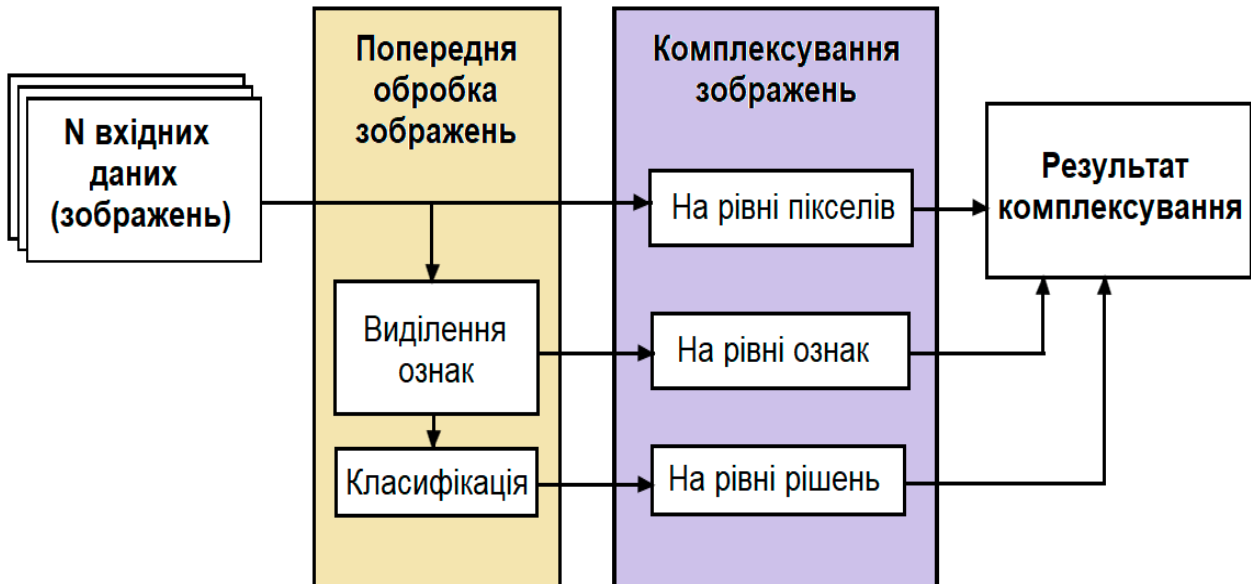 N вхідних
даних
(зображень)
Попередня
обробка
зображень
Виділення
ознак
Класифікація
Комплексування
зображень
На рівні пікселів
На рівні ознак
На рівні рішень
Результат
комплексування